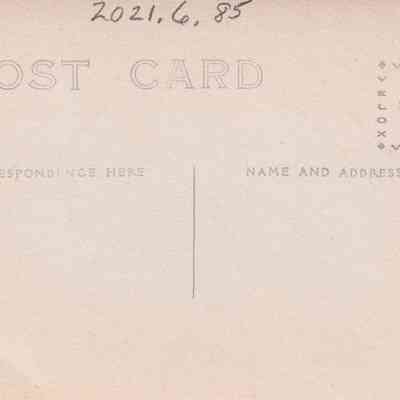 2021.6.85
OST CARD
ESPONDENCE HERE
NAME AND ADDRESS